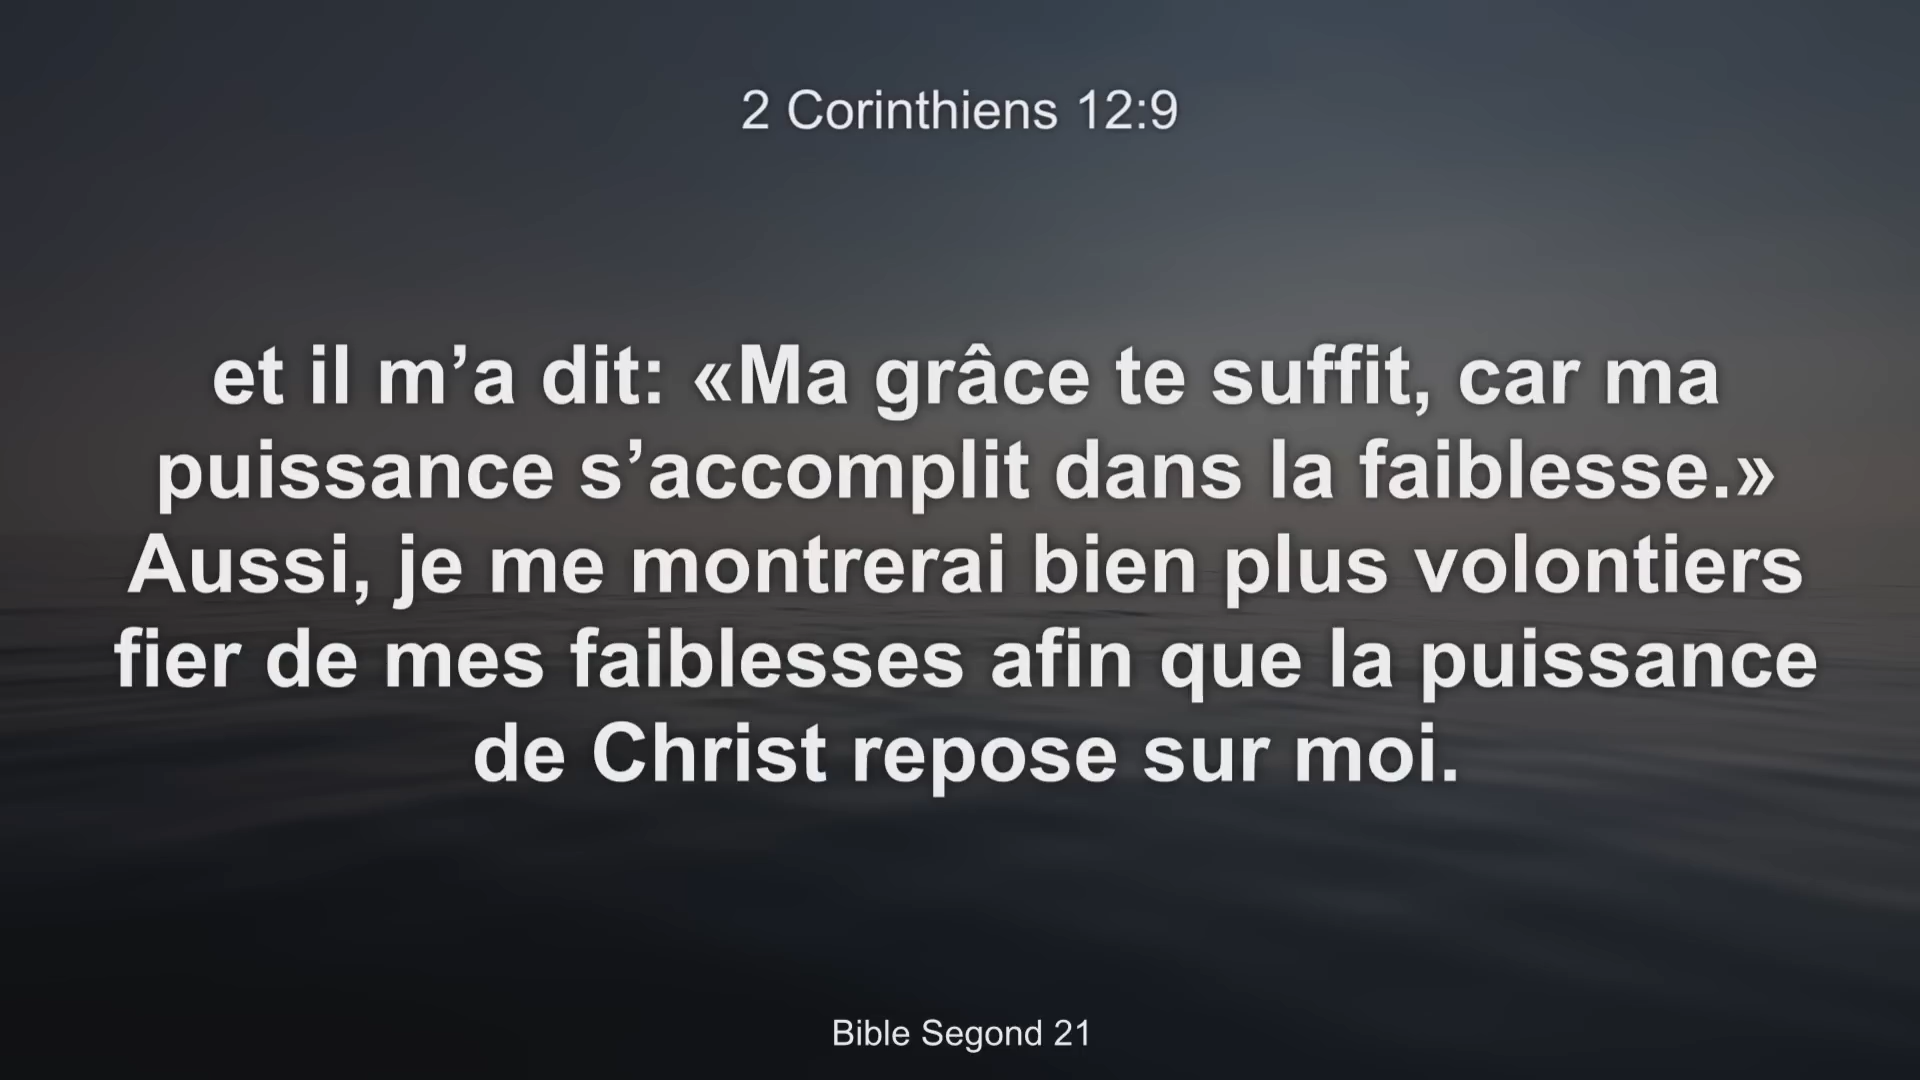 2 Corinthiens 12:9
et il m’a dit: «Ma grâce te suffit, car ma
puissance s’accomplit dans la faiblesse.»
Aussi, je me montrerai bien plus volontiers
fier de mes faiblesses afin que la puissance
de Christ repose sur moi.
Bible Segond 21